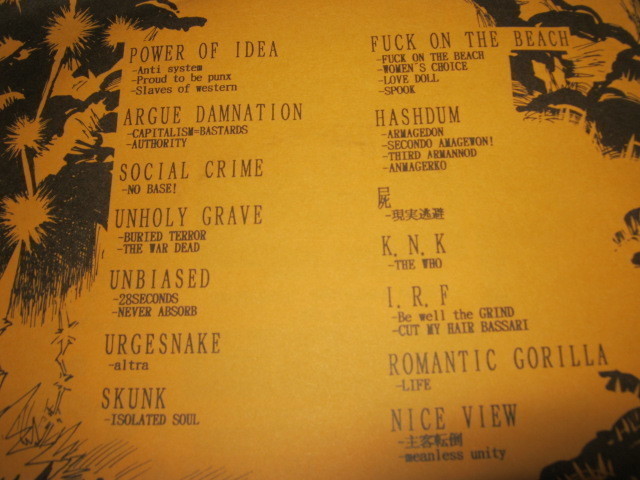 POWER OF IDEA
-Anti system
-Proud to be punx
-Slaves of western
ARGUE DAMNATION
-CAPITALISM=BASTARDS
-AUTHORITY
SOCIAL CRIME
-NO BASE!
UNHOLY GRAVE
-BURIED TERROR
-THE WAR DEAD
UNBIASED
-28SECONDS
-NEVER ABSORB
URGESNAKE
-altra
SKUNK
-ISOLATED SOUL
FUCK ON THE BEACH
-FUCK ON THE BEACH
-WOMEN'S CHOICE
-LOVE DOLL
-SPOOK
HASHDUM
-ARMAGEDON
-SECONDO AMAGEWON!
-THIRD ARMANNOD
-ANMAGERKO
屍
-現実逃避
K.N.K
-THE WHO
I.R.F
-Be well the GRIND
-CUT MY HAIR BASSARI
ROMANTIC GORILLA
-LIFE
NICE VIEW
-主客転倒
-meanless unity